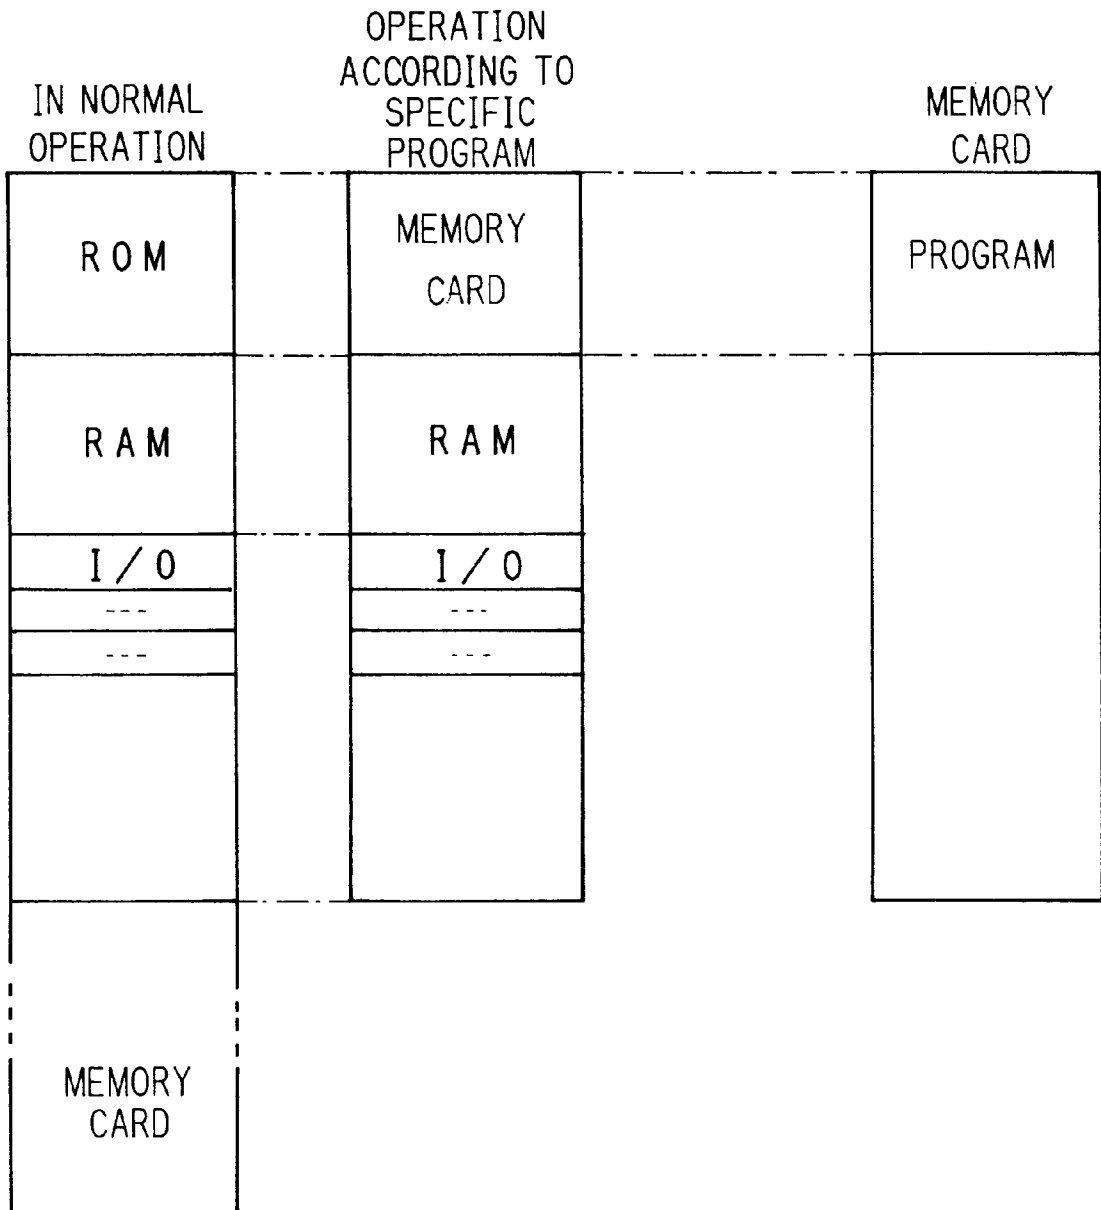 IN NORMAL
OPERATION
OPERATION
ACCORDING TO
SPECIFIC
PROGRAM
MEMORY
CARD
ROM
MEMORY
CARD
PROGRAM
RAM
RAM
I/O
I/O
---
---
---
---
MEMORY
CARD